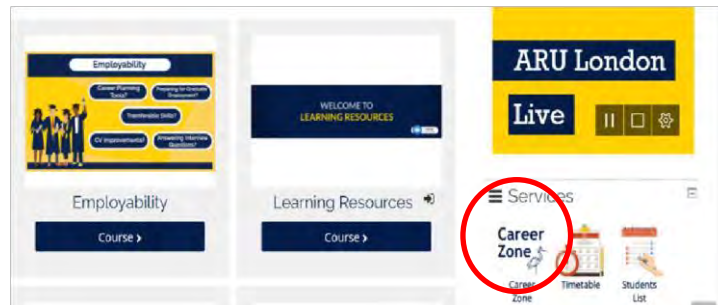 Employability
Career Planning Tools?
Preparing for Graduate Employment?
Transferable Skills?
CV Improvements?
Answering Interview Questions?
Employability
Course >
WELCOME TO
LEARNING RESOURCES
Learning Resources
Course >
ARU London
Live
Services
Career
Zone
Career
Zone
Timetable
Students
List